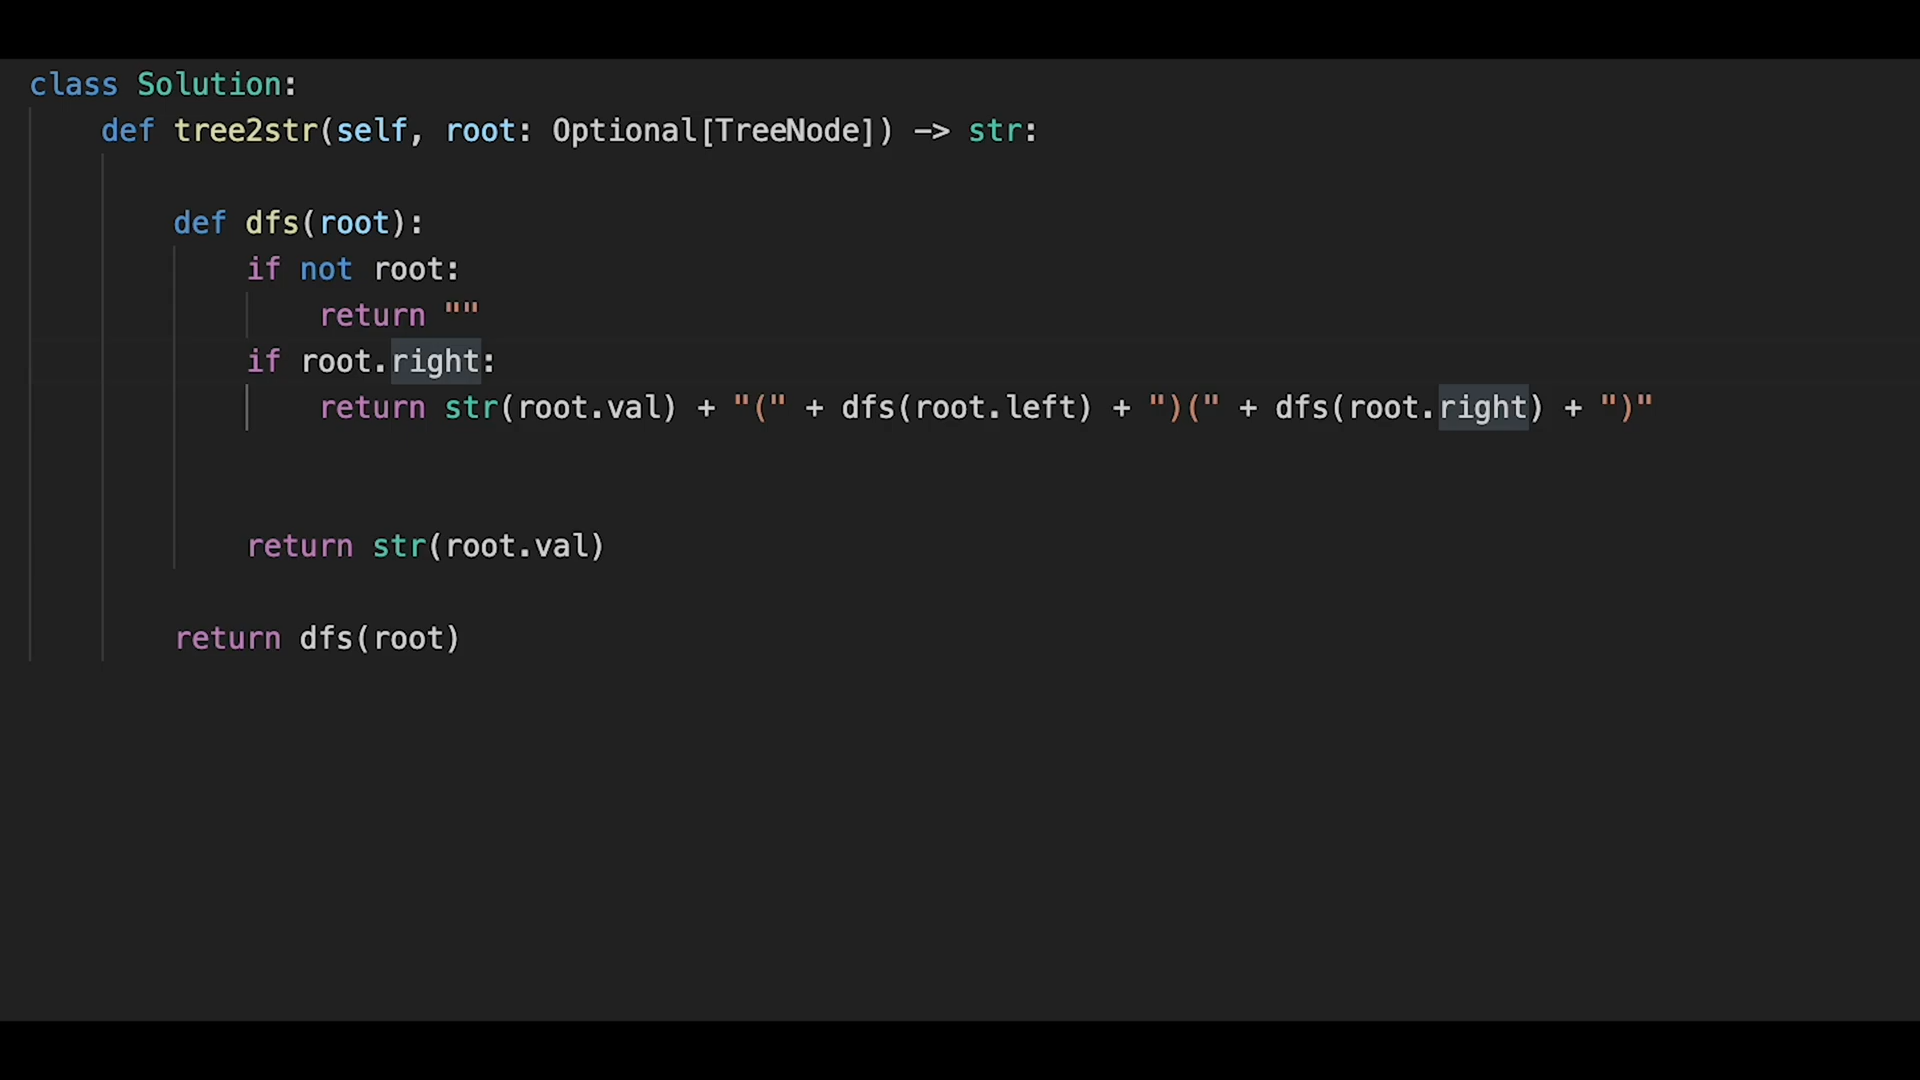 class Solution:
    def tree2str(self, root: Optional[TreeNode]) -> str:
        def dfs(root):
            if not root:
                return ""
            if root.right:
                return str(root.val) + "(" + dfs(root.left) + ")(" + dfs(root.right) + ")"
            return str(root.val)
        return dfs(root)